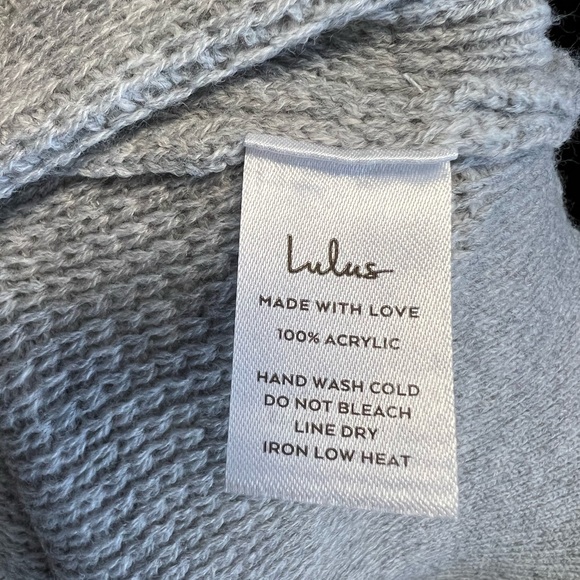 Lulus
MADE WITH LOVE
100% ACRYLIC
HAND WASH COLD
DO NOT BLEACH
LINE DRY
IRON LOW HEAT